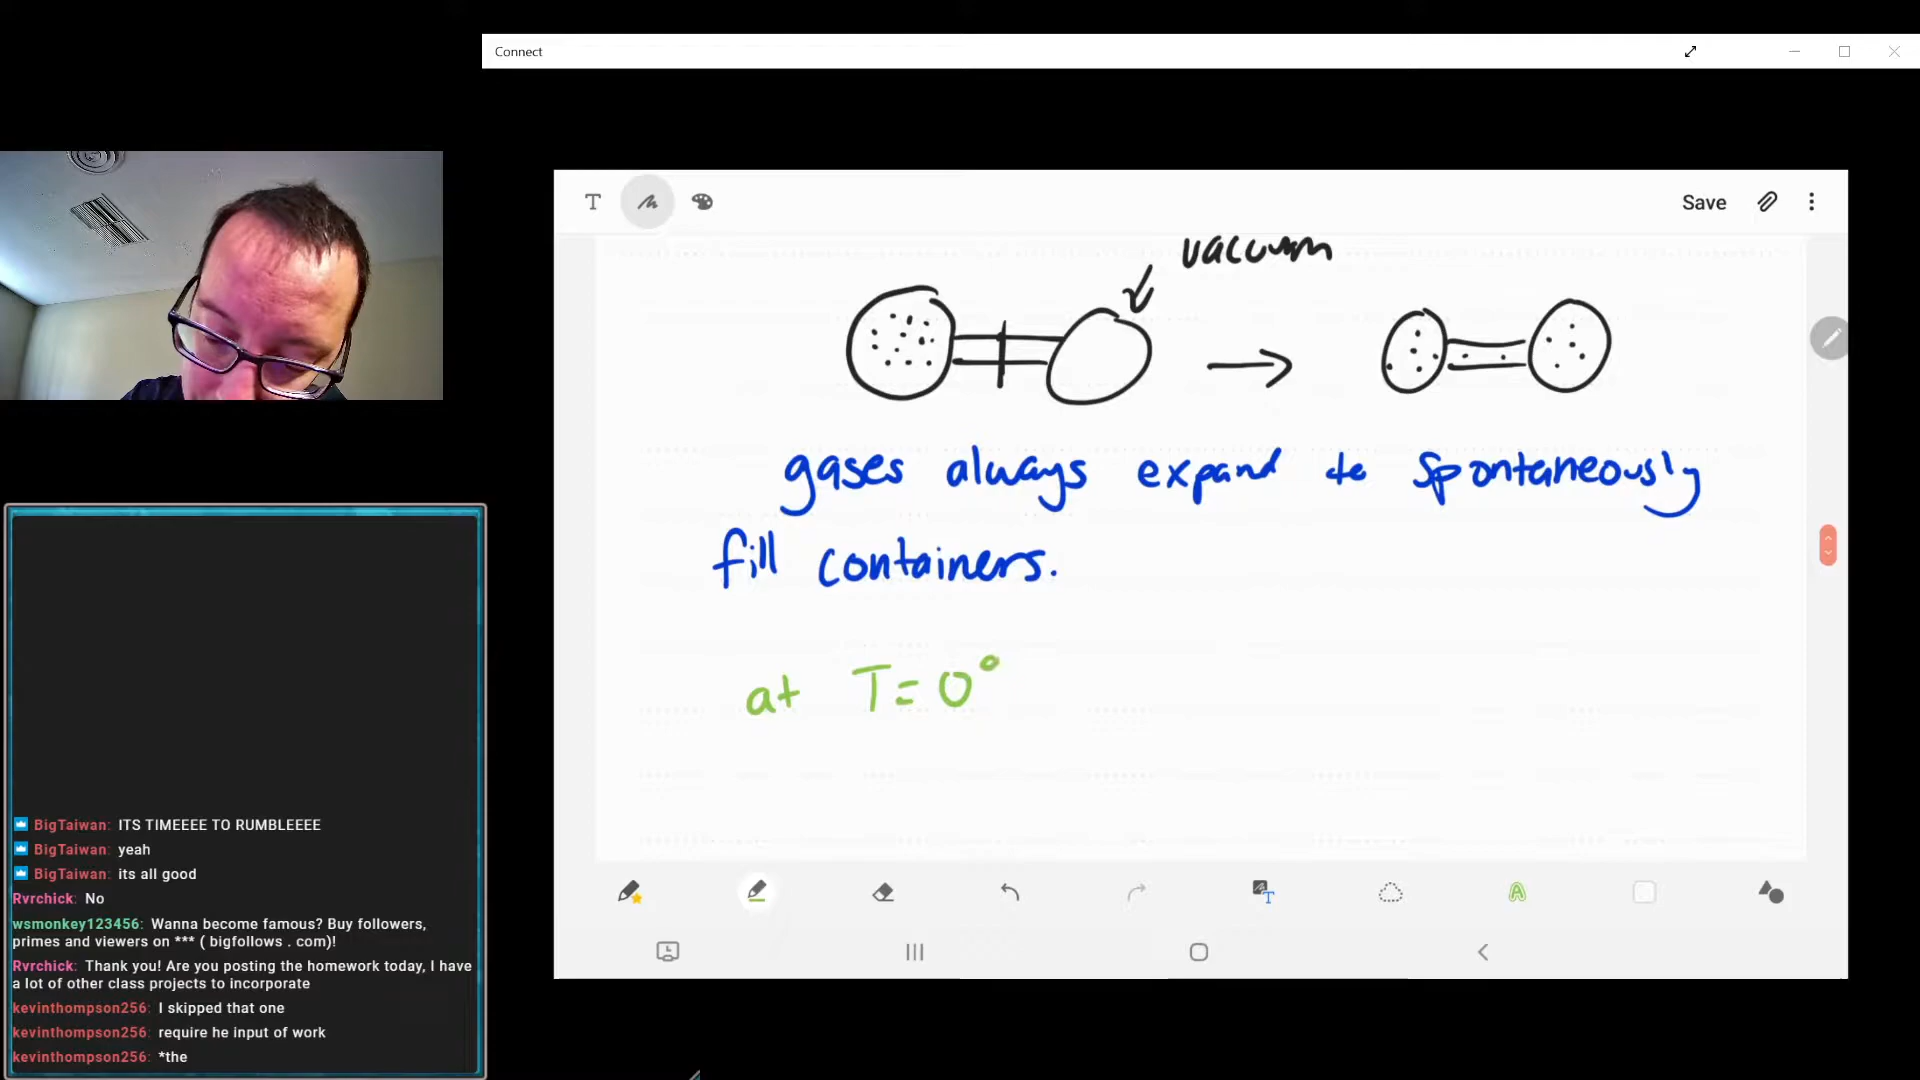 Connect
T
Save
vacuum
gases always expand to spontaneously
fill containers.
at T=0°
T
A
BigTaiwan: ITS TIMEEEE TO RUMBLEEEE
BigTaiwan: yeah
BigTaiwan: its all good
Rvrchick: No
wsmonkey123456: Wanna become famous? Buy followers,
primes and viewers on *** ( bigfollows . com)!
Rvrchick: Thank you! Are you posting the homework today, I have
a lot of other class projects to incorporate
kevinthompson256: I skipped that one
kevinthompson256: require he input of work
kevinthompson256: *the